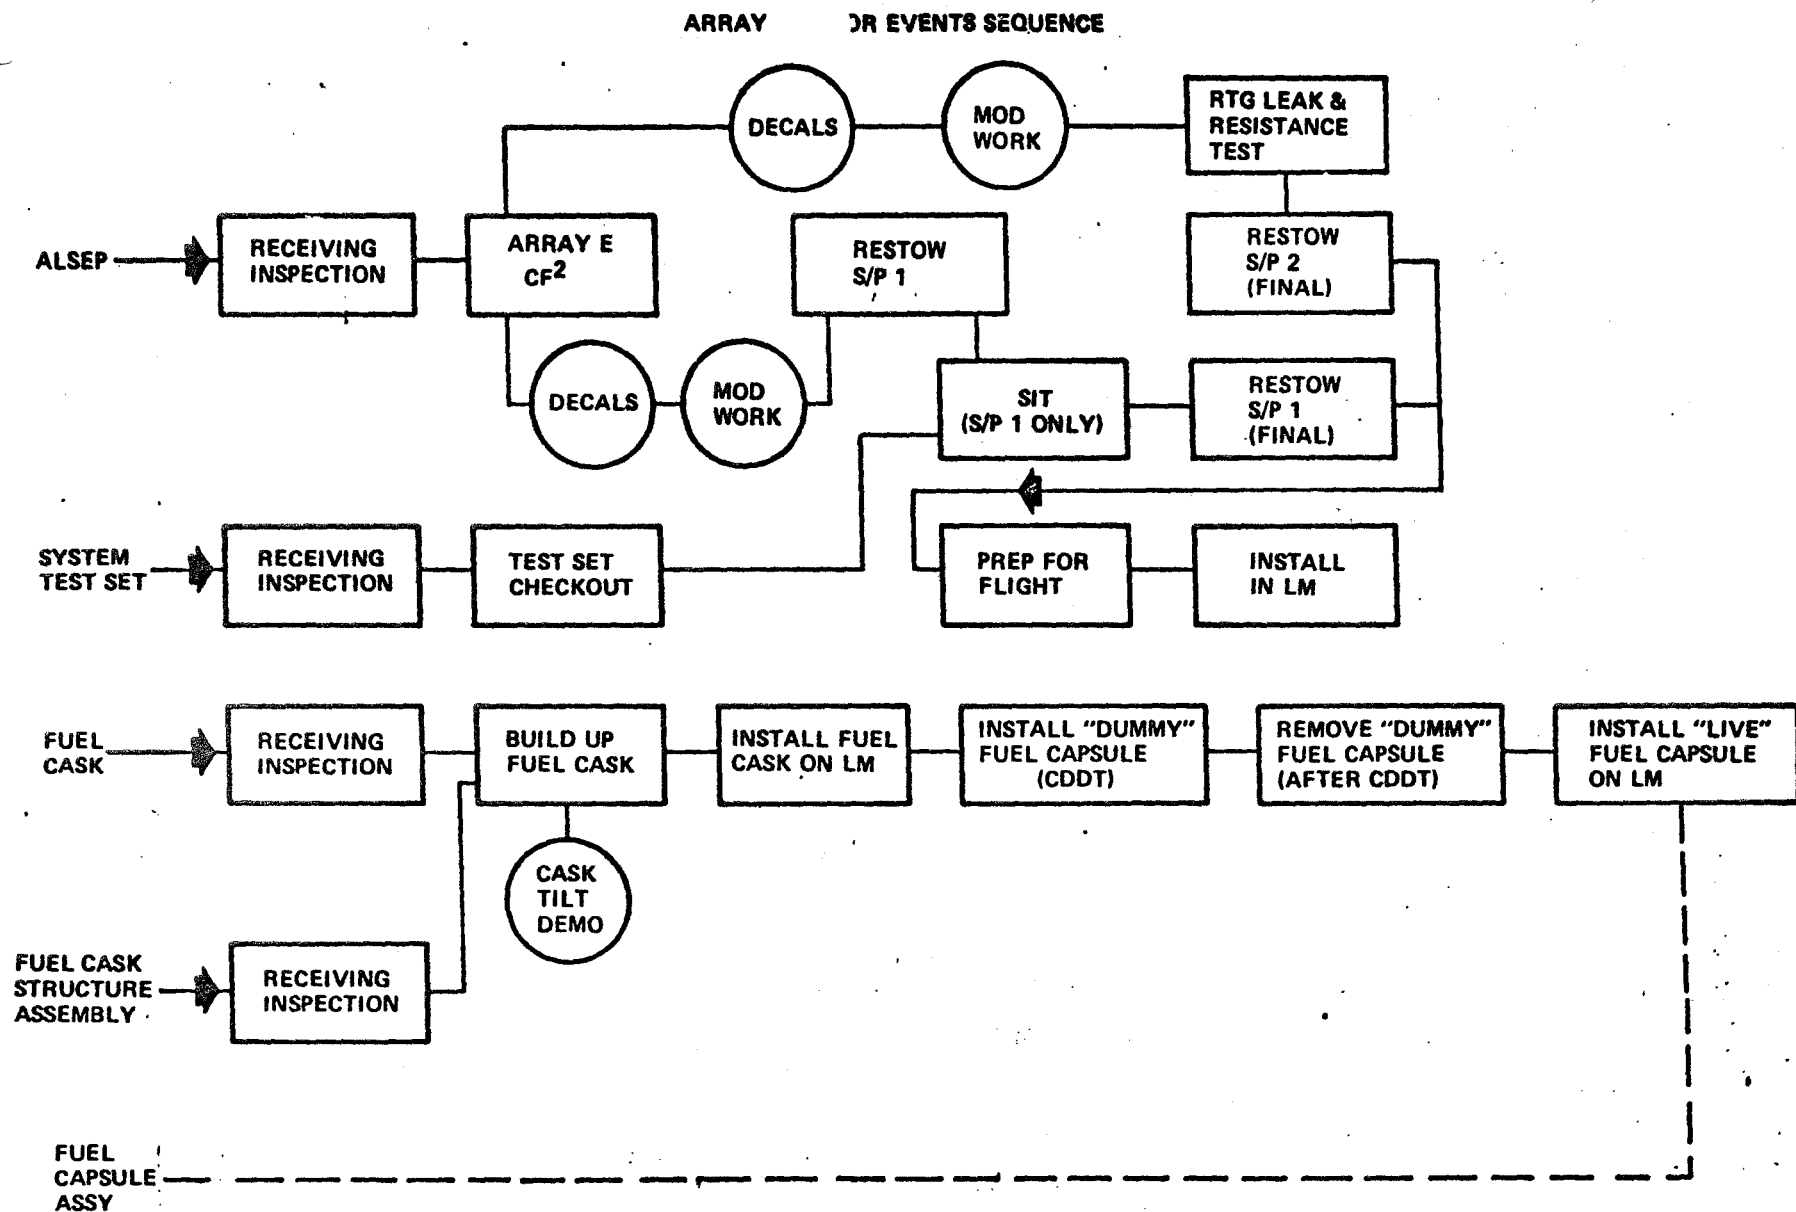 ARRAY OR EVENTS SEQUENCE
DECALS
MOD
WORK
RTG LEAK &
RESISTANCE
TEST
ALSEP
RECEIVING
INSPECTION
ARRAY E
CF²
RESTOW
S/P 1
RESTOW
S/P 2
(FINAL)
DECALS
MOD
WORK
SIT
(S/P 1 ONLY)
RESTOW
S/P 1
(FINAL)
SYSTEM
TEST SET
RECEIVING
INSPECTION
TEST SET
CHECKOUT
PREP FOR
FLIGHT
INSTALL
IN LM
FUEL
CASK
RECEIVING
INSPECTION
BUILD UP
FUEL CASK
INSTALL FUEL
CASK ON LM
INSTALL "DUMMY"
FUEL CAPSULE
(CDDT)
REMOVE "DUMMY"
FUEL CAPSULE
(AFTER CDDT)
INSTALL "LIVE"
FUEL CAPSULE
ON LM
CASK
TILT
DEMO
FUEL CASK
STRUCTURE
ASSEMBLY
RECEIVING
INSPECTION
FUEL
CAPSULE
ASSY